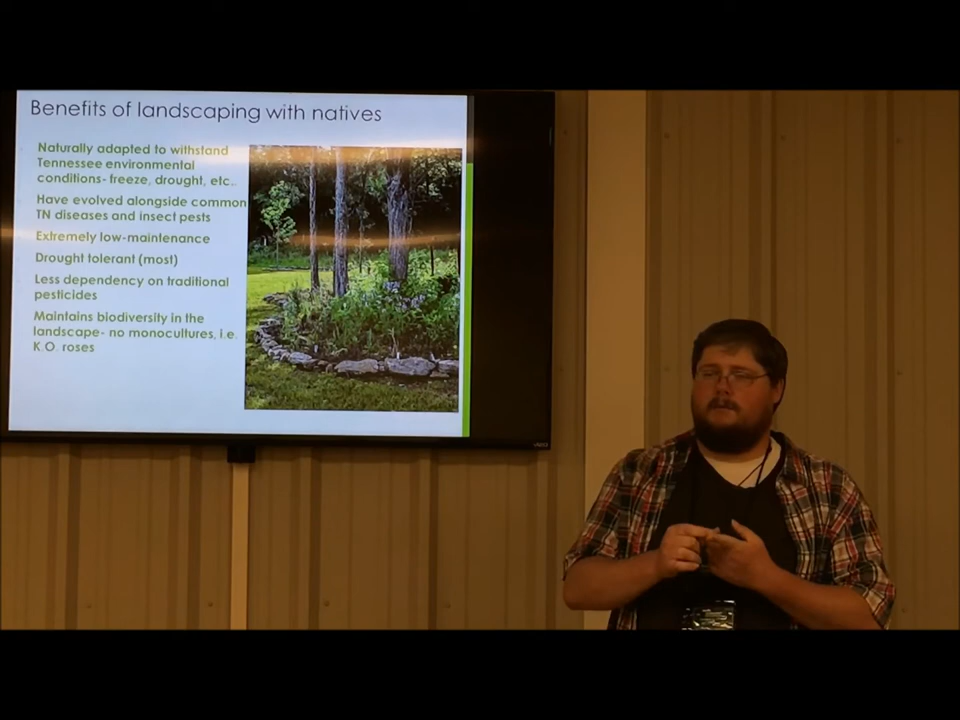 Benefits of landscaping with natives
Naturally adapted to withstand
Tennessee environmental
conditions- freeze, drought, etc..
Have evolved alongside common
TN diseases and insect pests
Extremely low-maintenance
Drought tolerant (most)
Less dependency on traditional
pesticides
Maintains biodiversity in the
landscape- no monocultures, i.e.
K.O. roses